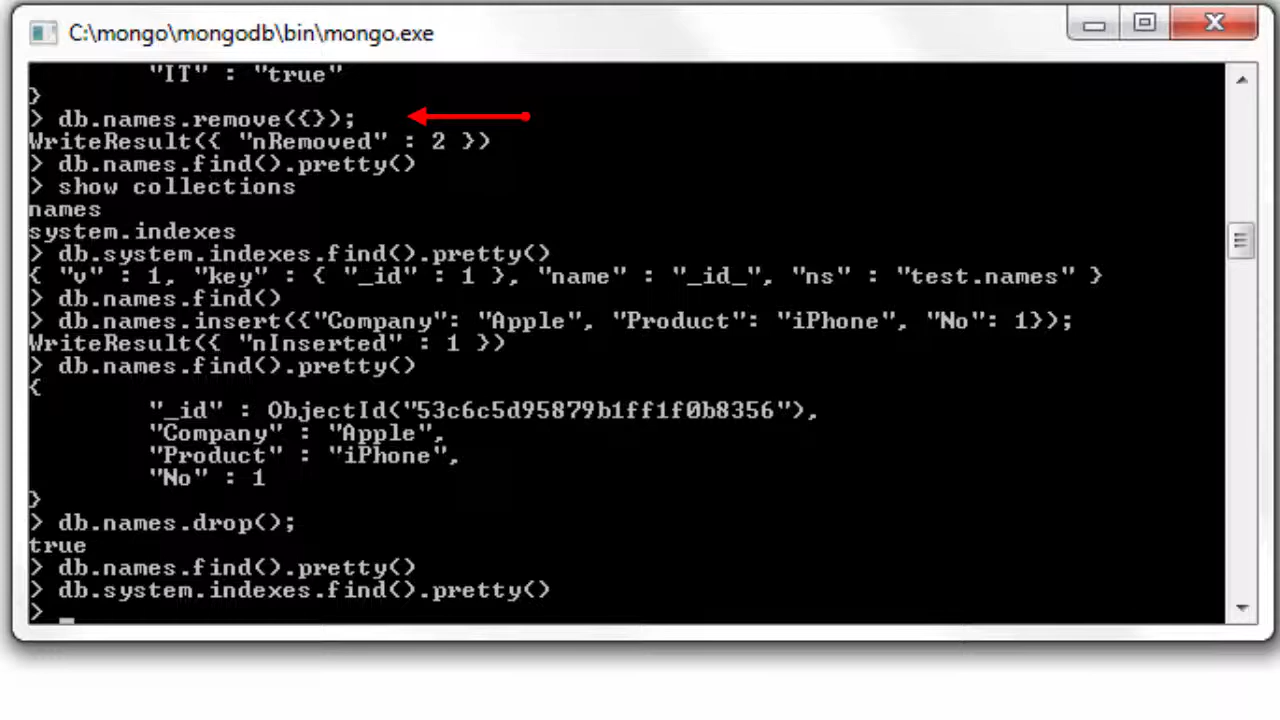 C:\mongo\mongodb\bin\mongo.exe
"IT" : "true"
}
> db.names.remove({});
WriteResult({ "nRemoved" : 2 })
> db.names.find().pretty()
> show collections
names
system.indexes
> db.system.indexes.find().pretty()
{ "v" : 1, "key" : { "_id" : 1 }, "name" : "_id_", "ns" : "test.names" }
> db.names.find()
> db.names.insert({"Company": "Apple", "Product": "iPhone", "No": 1});
WriteResult({ "nInserted" : 1 })
> db.names.find().pretty()
{
"_id" : ObjectId("53c6c5d95879b1ff1f0b8356"),
"Company" : "Apple",
"Product" : "iPhone",
"No" : 1
}
> db.names.drop();
true
> db.names.find().pretty()
> db.system.indexes.find().pretty()
> _